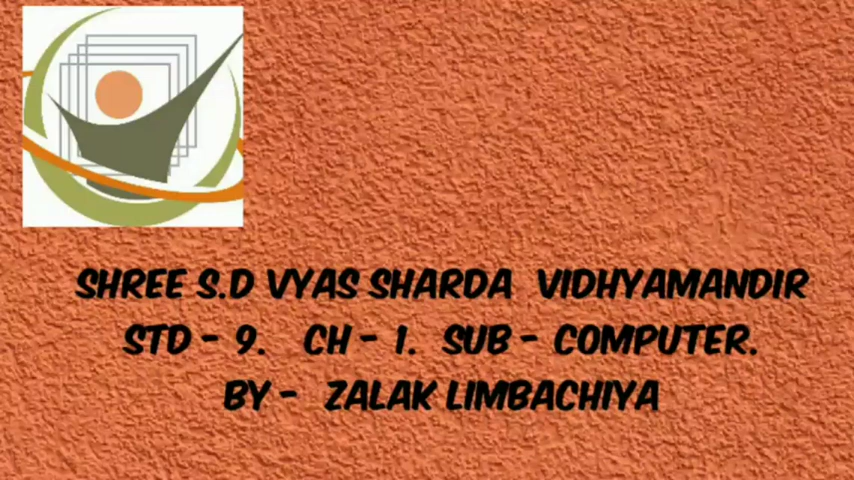 SHREE S.D VYAS SHARDA VIDHYAMANDIR
STD - 9. CH - 1. SUB - COMPUTER.
BY - ZALAK LIMBACHIYA